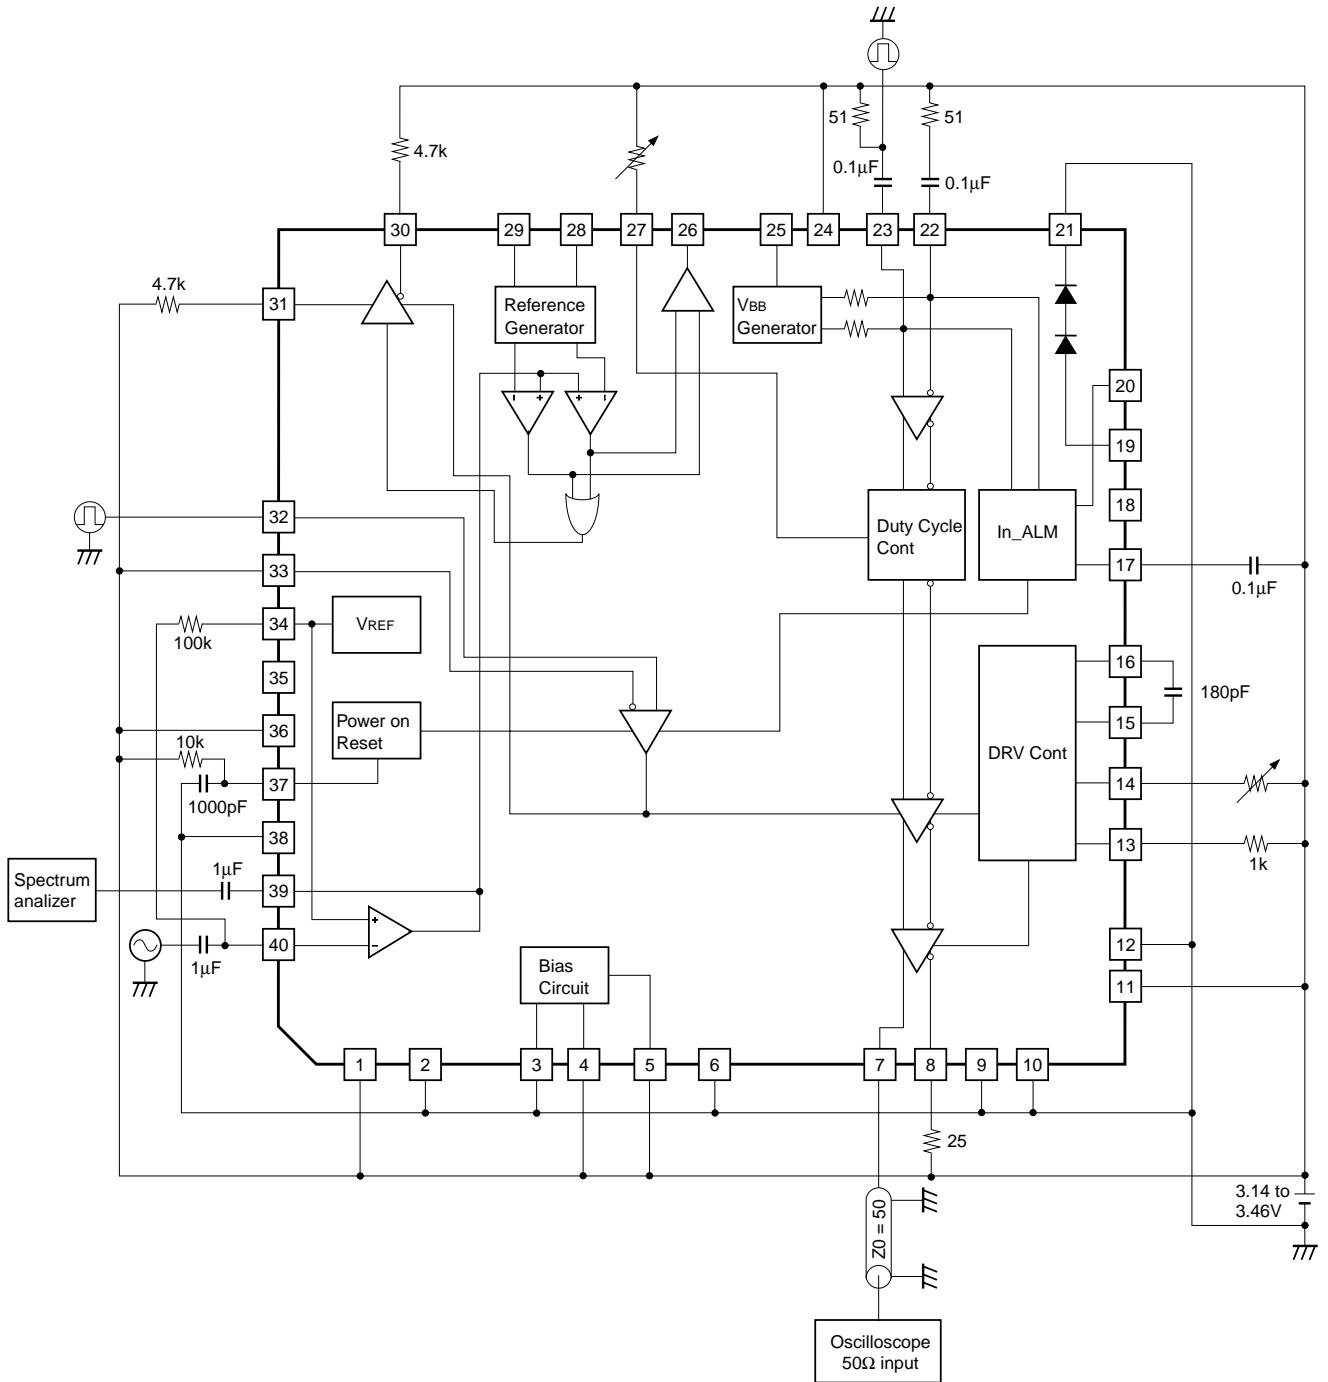 51
51
4.7k
0.1µF
0.1µF
30
29
28
27
26
25
24
23
22
21
4.7k
31
Reference
Generator
VBB
Generator
- +
+ -
20
19
32
18
Duty Cycle
Cont
In_ALM
33
17
0.1µF
34
100k
VREF
35
16
180pF
36
Power on
Reset
15
10k
DRV Cont
37
14
1000pF
38
13
1k
Spectrum
analizer
1µF
39
+
-
40
1µF
12
Bias
Circuit
11
1
2
3
4
5
6
7
8
9
10
25
3.14 to
3.46V
Z0 = 50
Oscilloscope
50Ω input